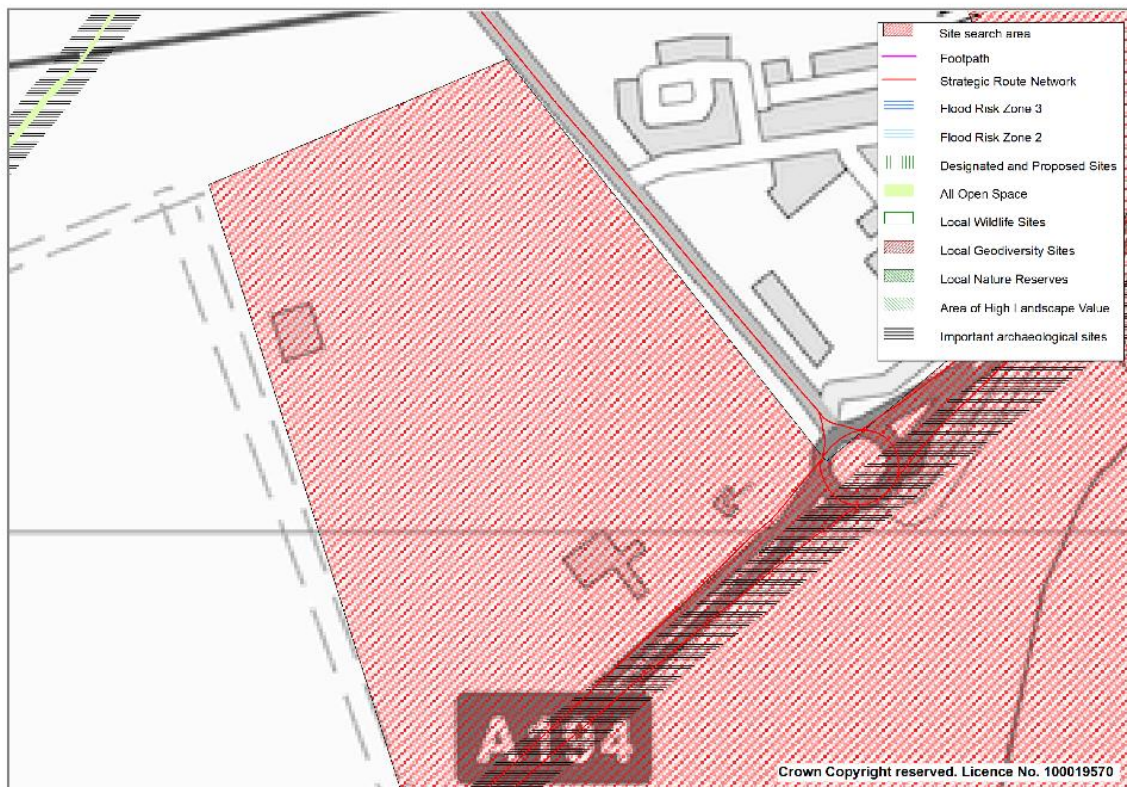 Site search area
Footpath
Strategic Route Network
Flood Risk Zone 3
Flood Risk Zone 2
Designated and Proposed Sites
All Open Space
Local Wildlife Sites
Local Geodiversity Sites
Local Nature Reserves
Area of High Landscape Value
Important archaeological sites
A194
Crown Copyright reserved. Licence No. 100019570